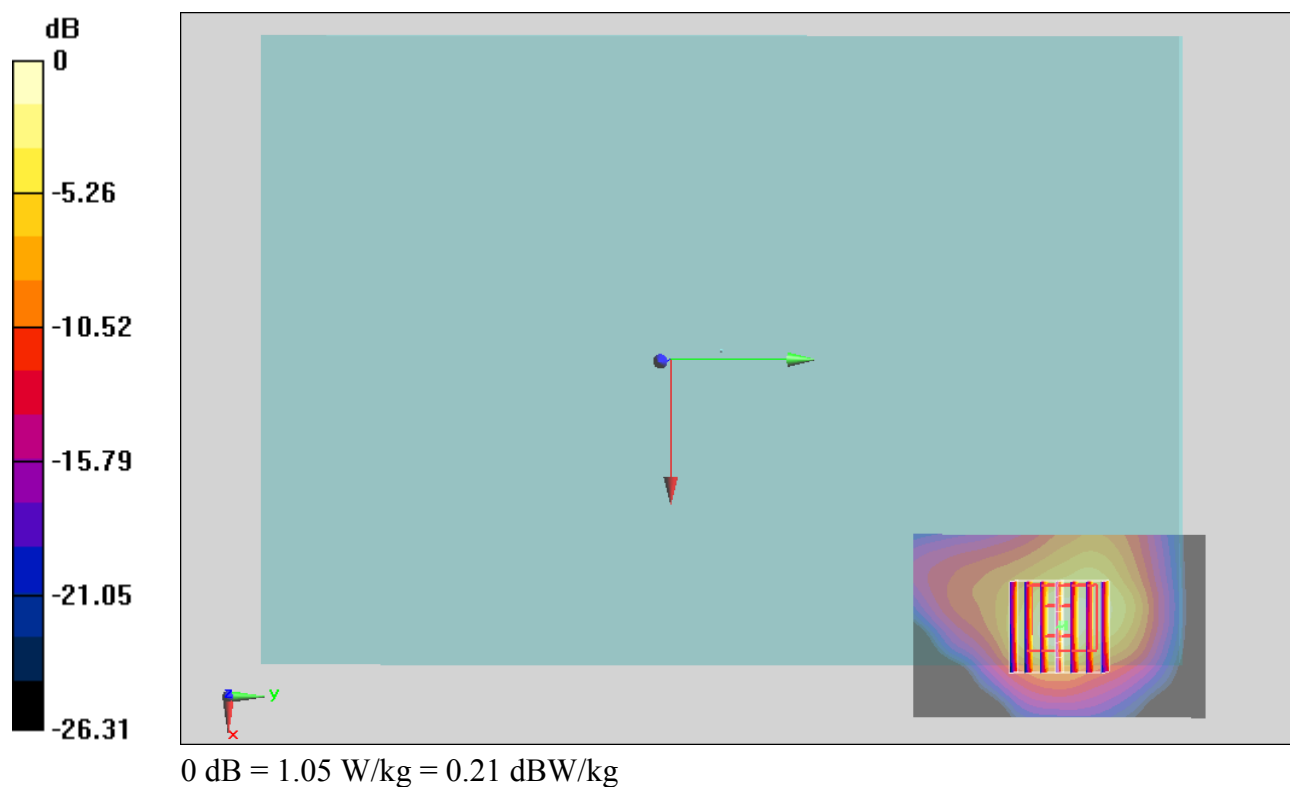 dB
0
-5.26
-10.52
-15.79
-21.05
-26.31
z
y
x
0 dB = 1.05 W/kg = 0.21 dBW/kg